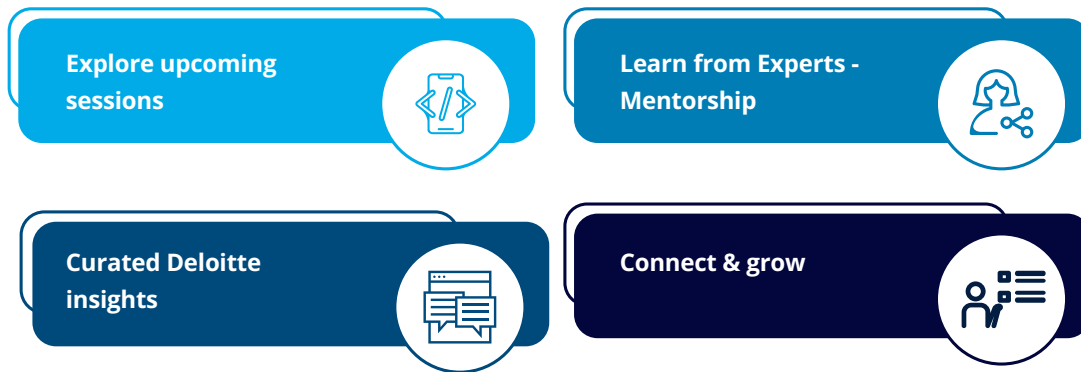 Explore upcoming
sessions
Learn from Experts -
Mentorship
Curated Deloitte
insights
Connect & grow